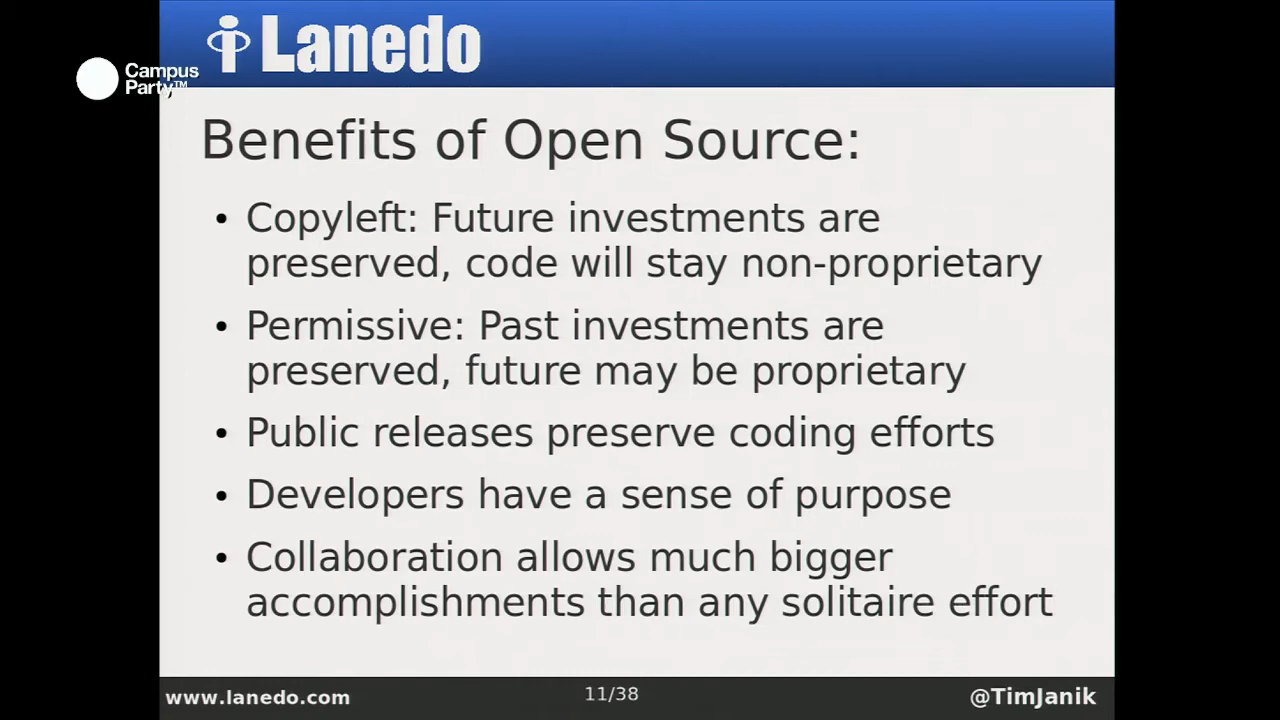 Lanedo
Campus
Party™
Benefits of Open Source:
• Copyleft: Future investments are
preserved, code will stay non-proprietary
• Permissive: Past investments are
preserved, future may be proprietary
• Public releases preserve coding efforts
• Developers have a sense of purpose
• Collaboration allows much bigger
accomplishments than any solitaire effort
www.lanedo.com
11/38
@TimJanik